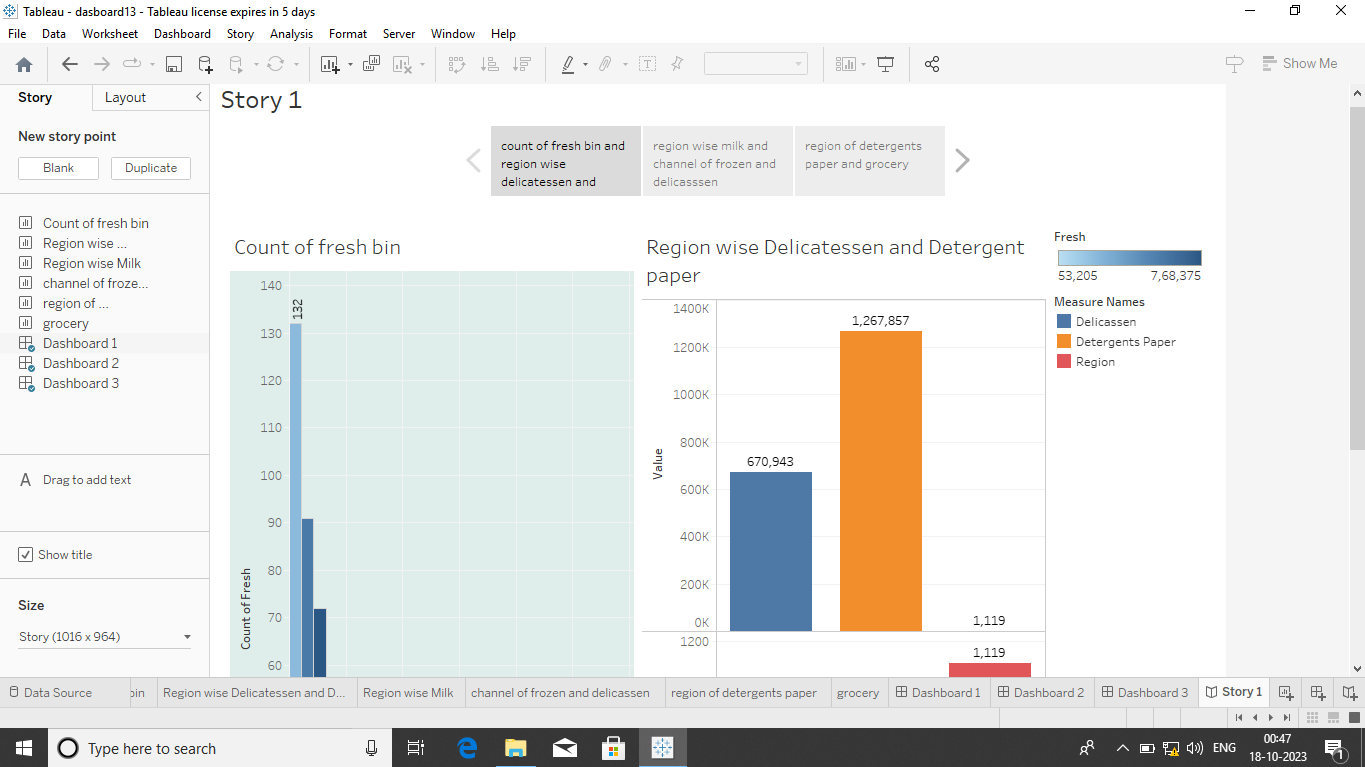 Tableau - dasboard13 - Tableau license expires in 5 days
File Data Worksheet Dashboard Story Analysis Format Server Window Help
Show Me
Story Layout
New story point
Blank Duplicate
Count of fresh bin
Region wise ...
Region wise Milk
channel of froze...
region of ...
grocery
Dashboard 1
Dashboard 2
Dashboard 3
A Drag to add text
Show title
Size
Story (1016 x 964)
Story 1
count of fresh bin and
region wise
delicatessen and
region wise milk and
channel of frozen and
delicasssen
region of detergents
paper and grocery
Count of fresh bin
140
130
120
110
100
90
80
70
60
Count of Fresh
132
Region wise Delicatessen and Detergent
paper
1400K
1200K
1000K
800K
600K
400K
200K
0K
1200
Value
670,943
1,267,857
1,119
1,119
Fresh
53,205 7,68,375
Measure Names
Delicassen
Detergents Paper
Region
Data Source bin Region wise Delicatessen and D... Region wise Milk channel of frozen and delicassen region of detergents paper grocery Dashboard 1 Dashboard 2 Dashboard 3 Story 1
Type here to search
ENG
00:47
18-10-2023
1